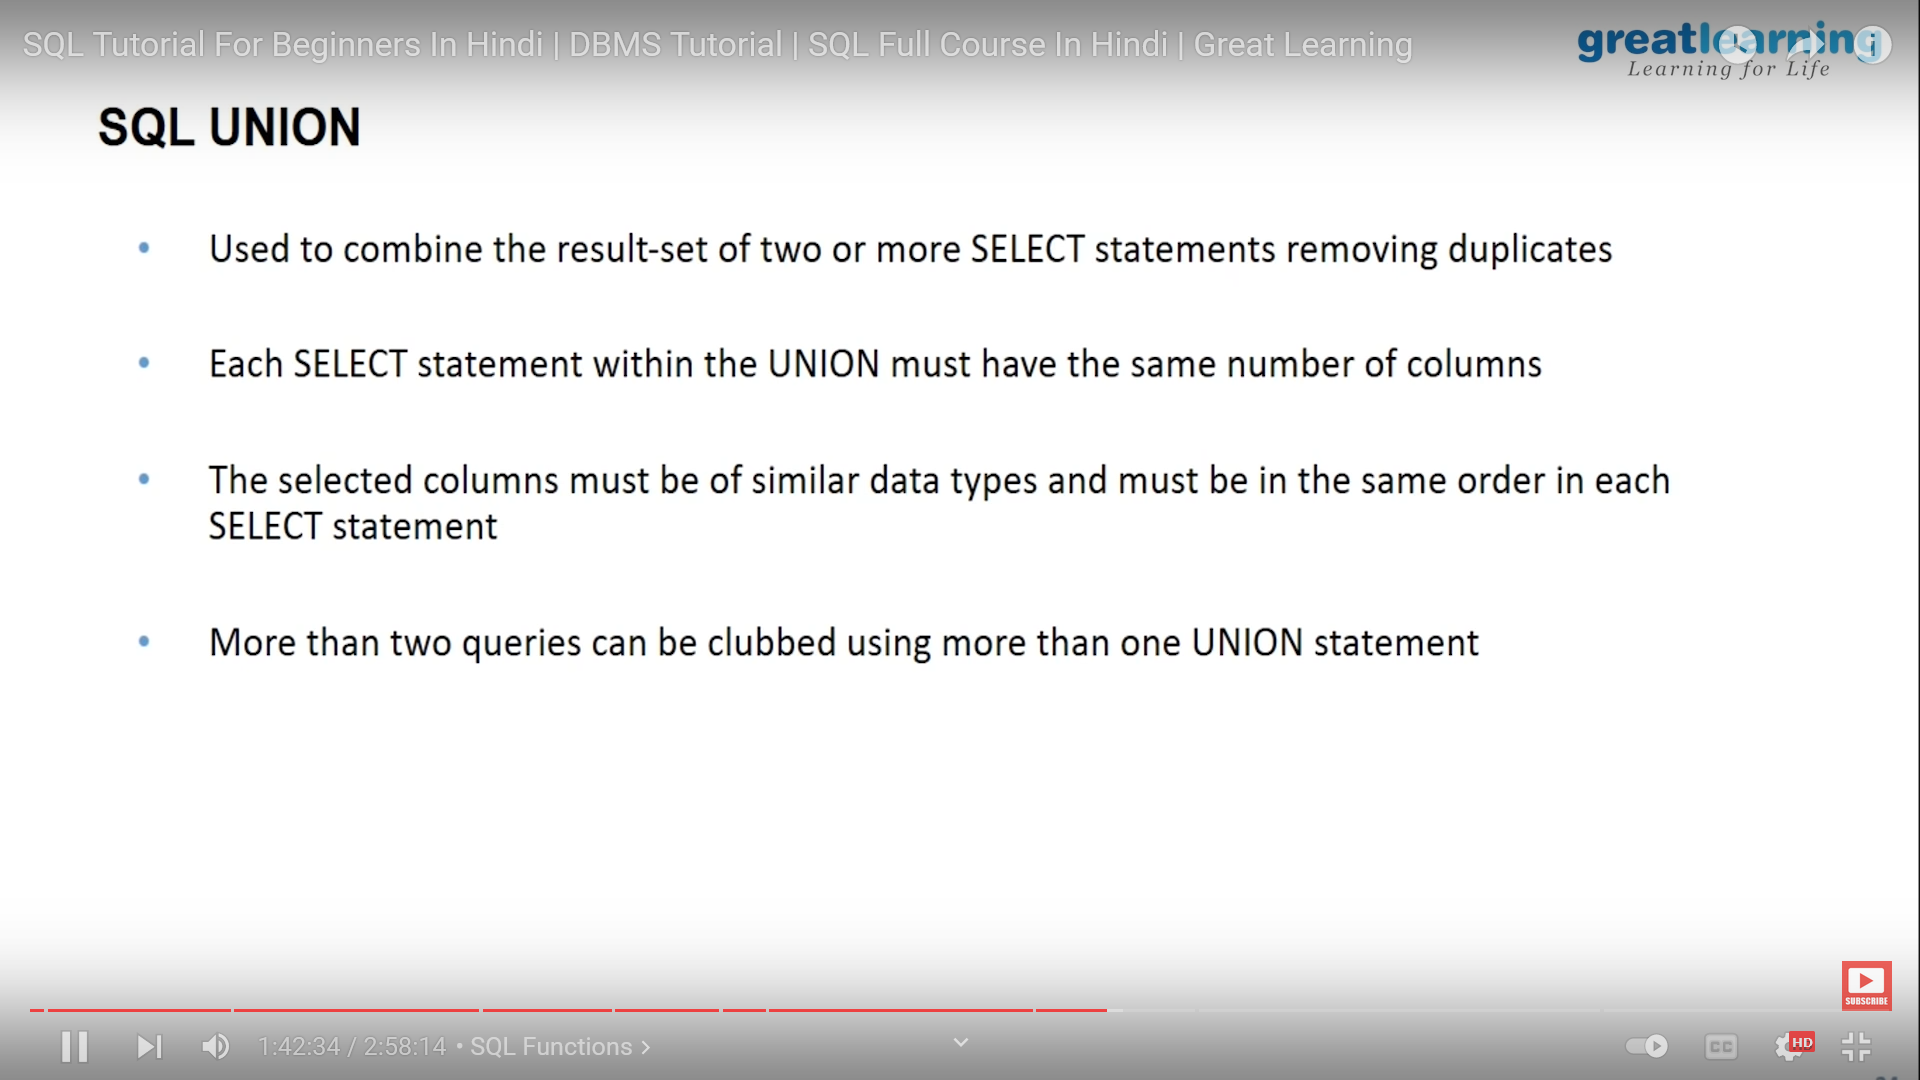 SQL Tutorial For Beginners In Hindi | DBMS Tutorial | SQL Full Course In Hindi | Great Learning
greatlearning
Learning for Life
SQL UNION
• Used to combine the result-set of two or more SELECT statements removing duplicates
• Each SELECT statement within the UNION must have the same number of columns
• The selected columns must be of similar data types and must be in the same order in each
SELECT statement
• More than two queries can be clubbed using more than one UNION statement
SUBSCRIBE
1:42:34 / 2:58:14 • SQL Functions
CC
HD